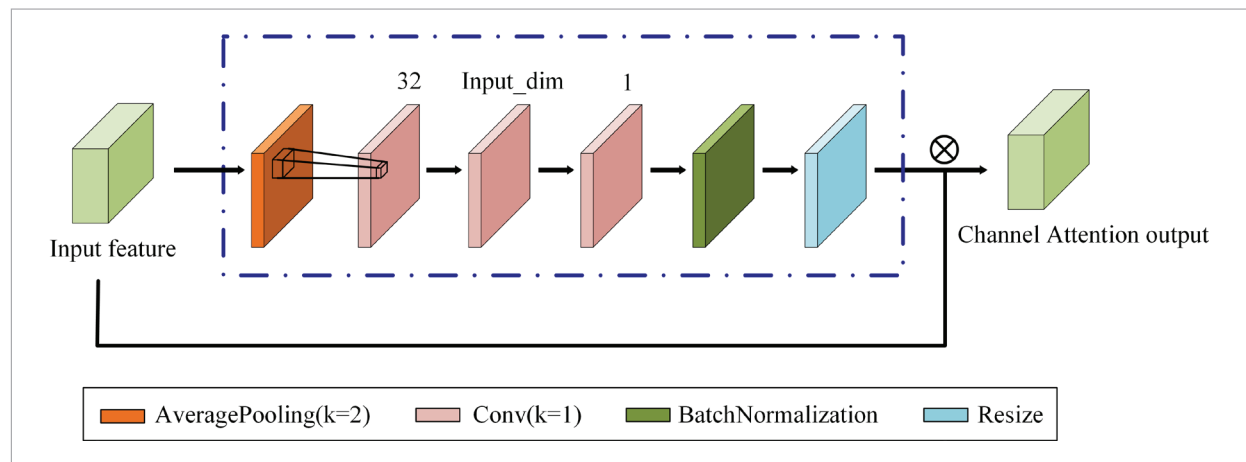 32 Input_dim 1
Input feature
Channel Attention output
AveragePooling(k=2) Conv(k=1) BatchNormalization Resize